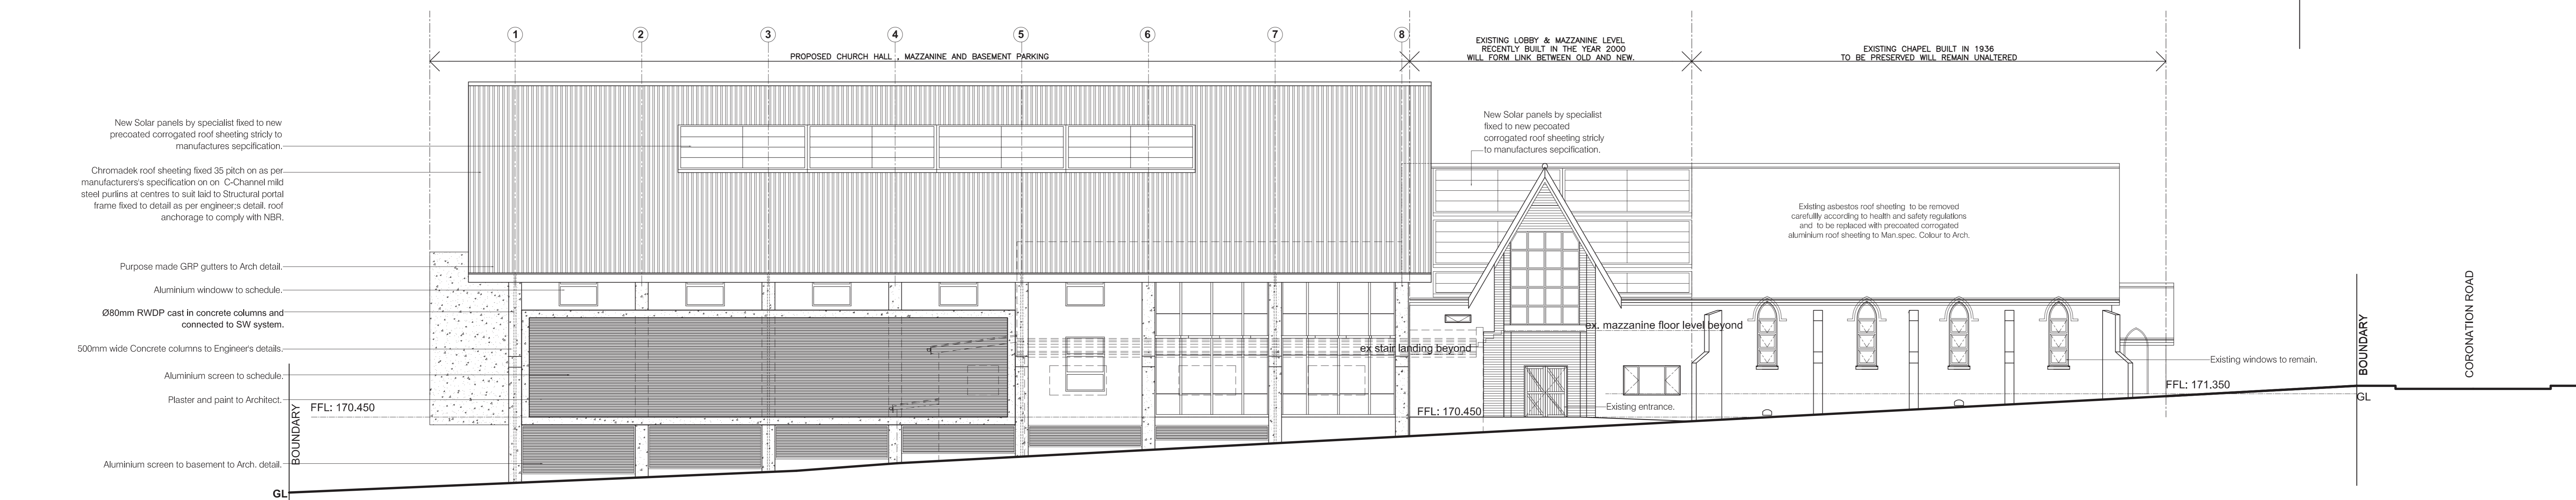 1 2 3 4 5 6 7 8
PROPOSED CHURCH HALL , MAZZANINE AND BASEMENT PARKING
EXISTING LOBBY & MAZZANINE LEVEL
RECENTLY BUILT IN THE YEAR 2000
WILL FORM LINK BETWEEN OLD AND NEW.
EXISTING CHAPEL BUILT IN 1936
TO BE PRESERVED WILL REMAIN UNALTERED
New Solar panels by specialist fixed to new
precoated corrogated roof sheeting stricly to
manufactures sepcification.
Chromadek roof sheeting fixed 35 pitch on as per
manufacturers's specification on on C-Channel mild
steel purlins at centres to suit laid to Structural portal
frame fixed to detail as per engineer;s detail. roof
anchorage to comply with NBR.
Purpose made GRP gutters to Arch detail.
Aluminium windoww to schedule.
Ø80mm RWDP cast in concrete columns and
connected to SW system.
500mm wide Concrete columns to Engineer's details.
Aluminium screen to schedule.
Plaster and paint to Architect.
Aluminium screen to basement to Arch. detail.
BOUNDARY
FFL: 170.450
GL
New Solar panels by specialist
fixed to new pecoated
corrogated roof sheeting stricly
to manufactures sepcification.
Existing asbestos roof sheeting to be removed
carefullly according to health and safety regulations
and to be replaced with precoated corrogated
aluminium roof sheeting to Man.spec. Colour to Arch.
ex. mazzanine floor level beyond
ex stair landing beyond
FFL: 170.450
Existing entrance.
Existing windows to remain.
FFL: 171.350
BOUNDARY
GL
CORONATION ROAD